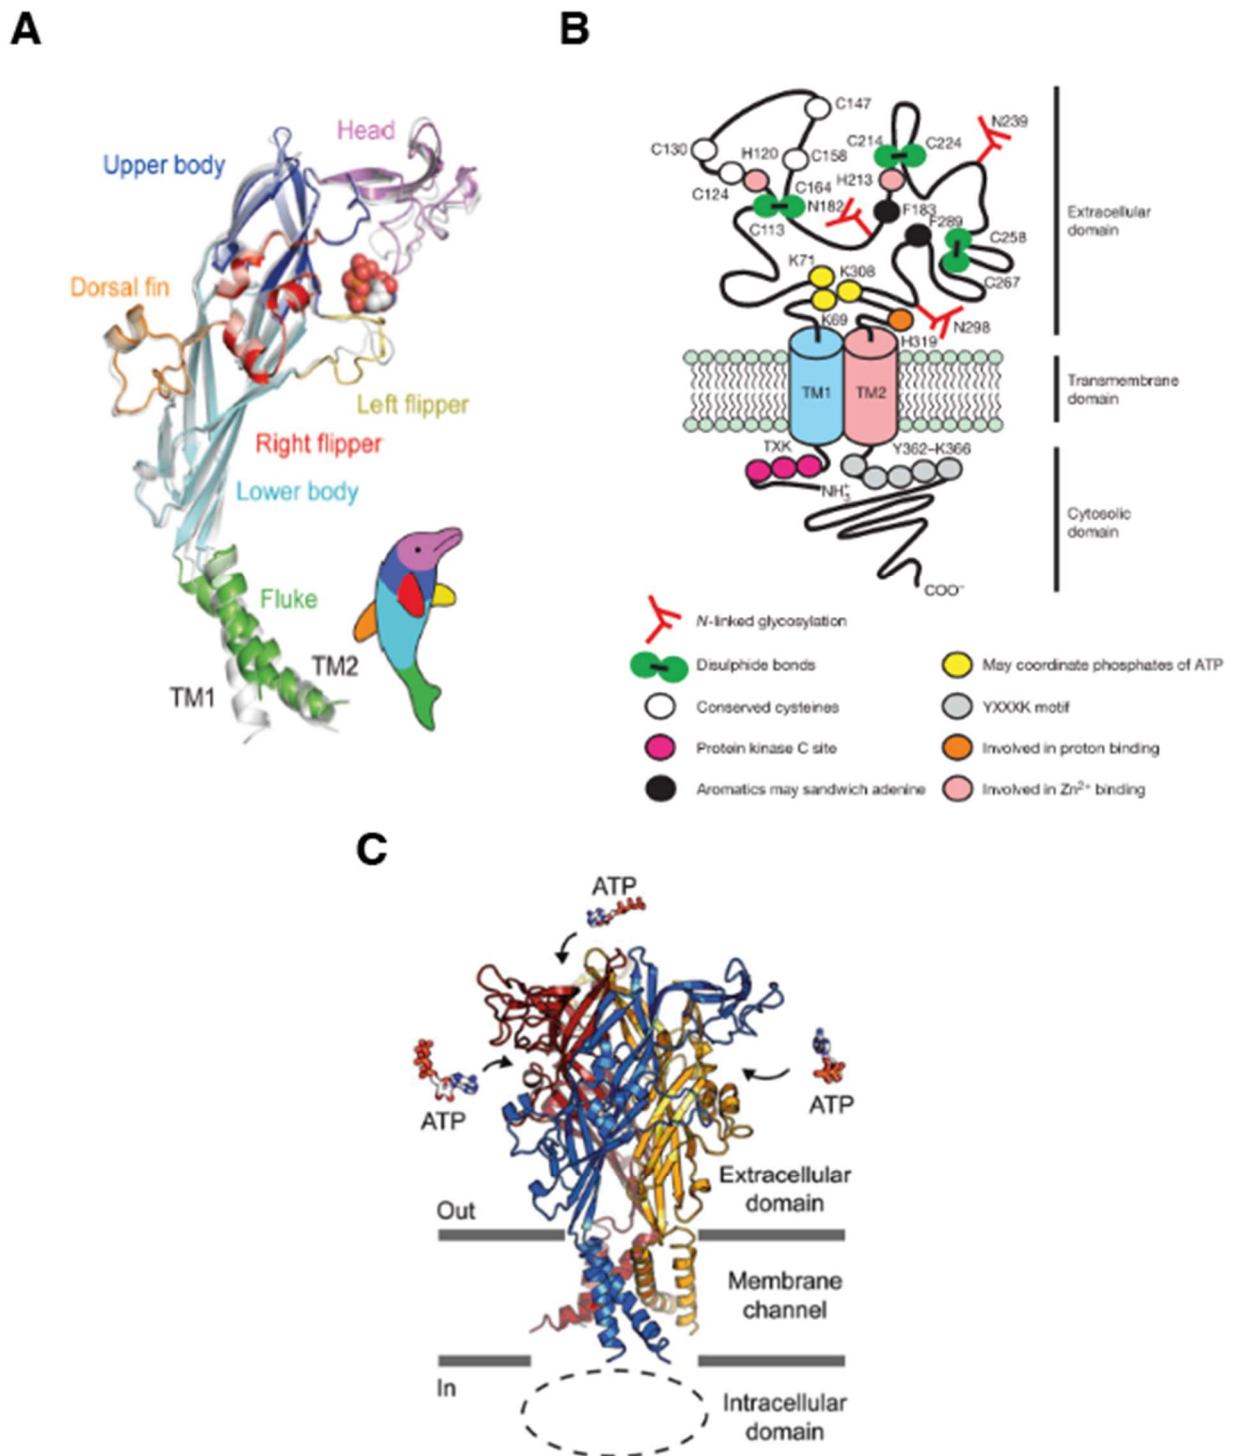 A
Head
Upper body
Dorsal fin
Left flipper
Right flipper
Lower body
Fluke
TM2
TM1
B
C147
N239
C130
C214
C224
H120
C158
C124
C164
H213
N182
F183
C113
F289
C258
K71
K308
C267
K69
N298
H319
Extracellular
domain
TM1
TM2
Transmembrane
domain
TXK
Y362–K366
NH₃⁺
Cytosolic
domain
COO⁻
N-linked glycosylation
Disulphide bonds
May coordinate phosphates of ATP
Conserved cysteines
YXXXK motif
Protein kinase C site
Involved in proton binding
Aromatics may sandwich adenine
Involved in Zn²⁺ binding
C
ATP
ATP
ATP
Extracellular
domain
Out
Membrane
channel
In
Intracellular
domain